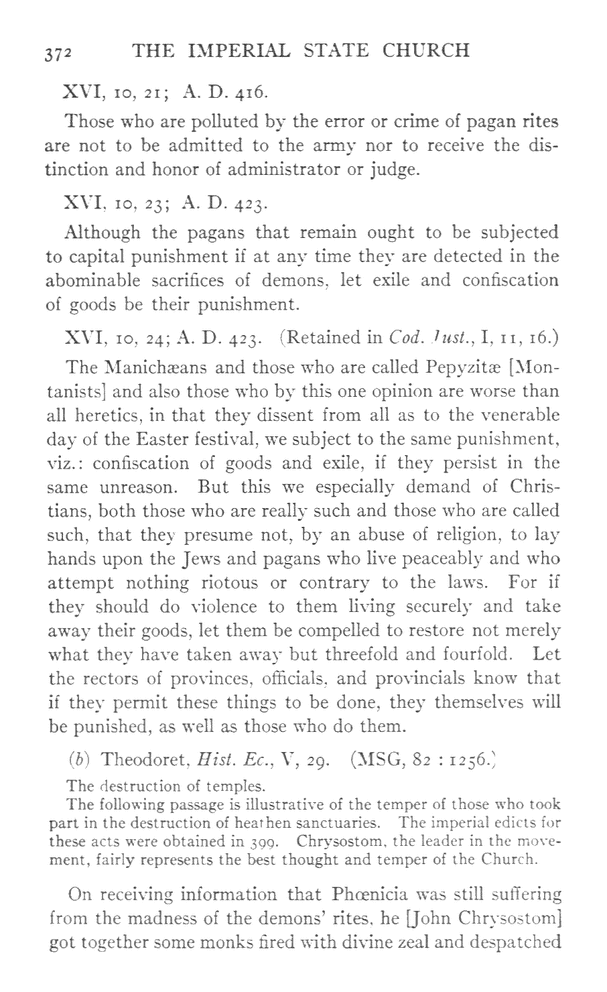 372 THE IMPERIAL STATE CHURCH
XVI, 10, 21; A. D. 416.
Those who are polluted by the error or crime of pagan rites
are not to be admitted to the army nor to receive the dis-
tinction and honor of administrator or judge.
XVI, 10, 23; A. D. 423.
Although the pagans that remain ought to be subjected
to capital punishment if at any time they are detected in the
abominable sacrifices of demons, let exile and confiscation
of goods be their punishment.
XVI, 10, 24; A. D. 423. (Retained in Cod. Just., I, 11, 16.)
The Manichæans and those who are called Pepyzitæ [Mon-
tanists] and also those who by this one opinion are worse than
all heretics, in that they dissent from all as to the venerable
day of the Easter festival, we subject to the same punishment,
viz.: confiscation of goods and exile, if they persist in the
same unreason. But this we especially demand of Chris-
tians, both those who are really such and those who are called
such, that they presume not, by an abuse of religion, to lay
hands upon the Jews and pagans who live peaceably and who
attempt nothing riotous or contrary to the laws. For if
they should do violence to them living securely and take
away their goods, let them be compelled to restore not merely
what they have taken away but threefold and fourfold. Let
the rectors of provinces, officials, and provincials know that
if they permit these things to be done, they themselves will
be punished, as well as those who do them.
(b) Theodoret, Hist. Ec., V, 29. (MSG, 82 : 1256.)
The destruction of temples.
The following passage is illustrative of the temper of those who took
part in the destruction of heathen sanctuaries. The imperial edicts for
these acts were obtained in 399. Chrysostom, the leader in the move-
ment, fairly represents the best thought and temper of the Church.
On receiving information that Phœnicia was still suffering
from the madness of the demons' rites, he [John Chrysostom]
got together some monks fired with divine zeal and despatched